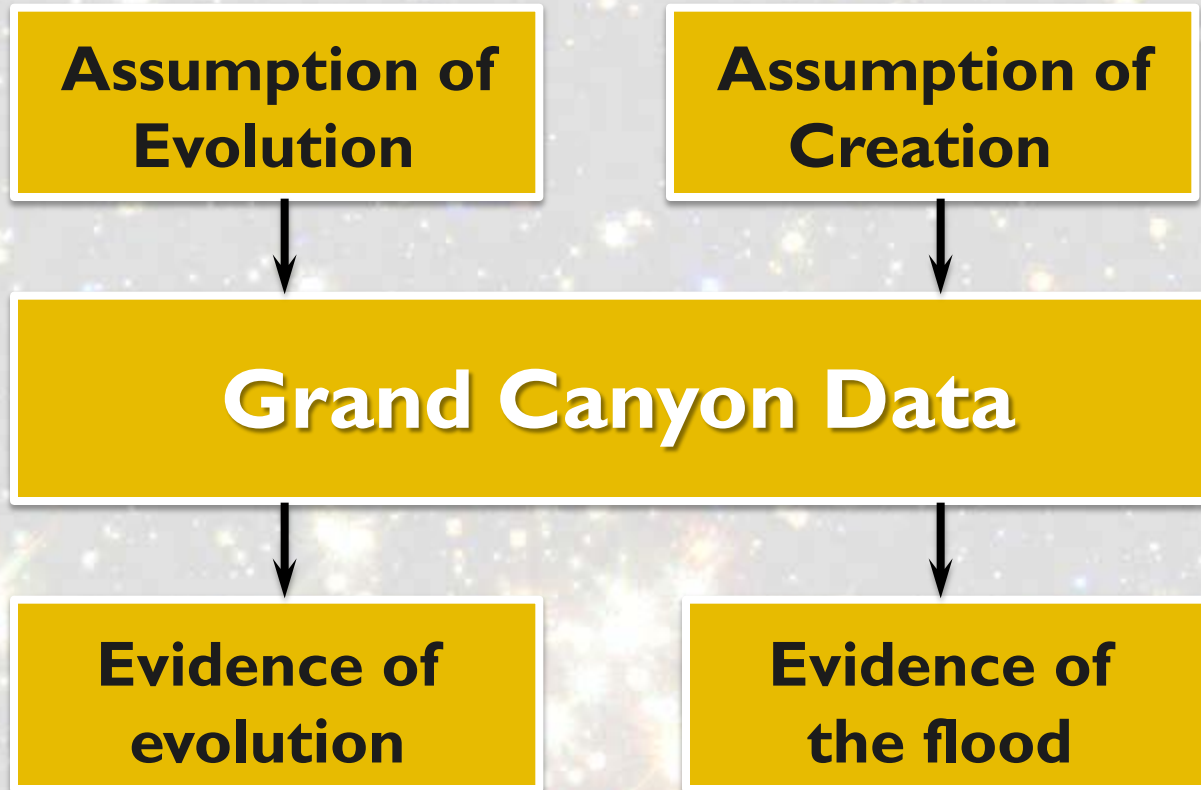 Assumption of
Evolution
Assumption of
Creation
Grand Canyon Data
Evidence of
evolution
Evidence of
the flood